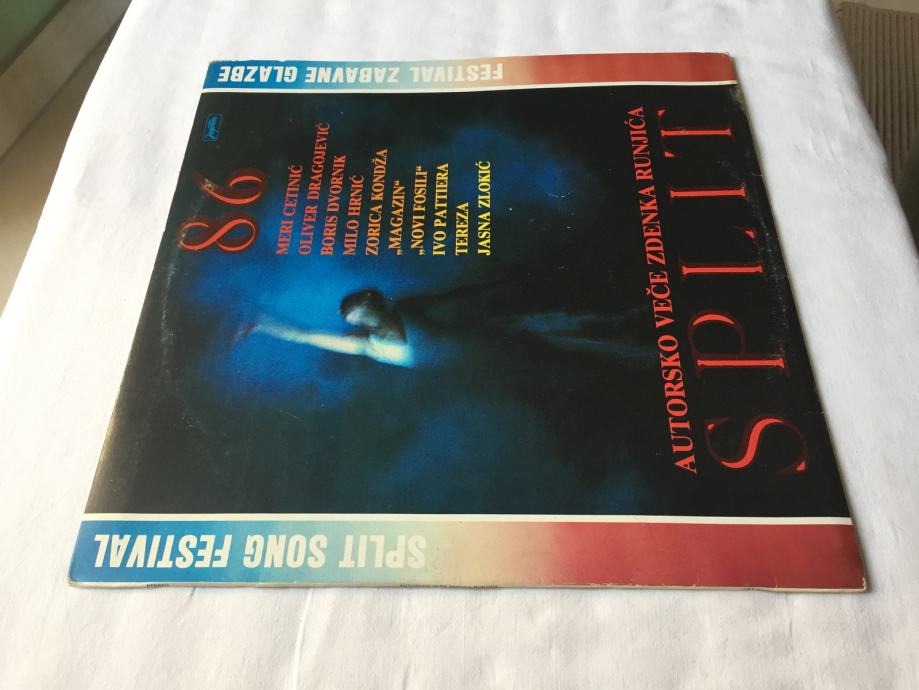 FESTIVAL ZABAVNE GLAZBE
86
MERI CETINIĆ
OLIVER DRAGOJEVIĆ
BORIS DVORNIK
MILO HRNIĆ
ZORICA KONDŽA
„MAGAZIN“
„NOVI FOSILI“
IVO PATTIERA
TEREZA
JASNA ZLOKIĆ
AUTORSKO VEČE ZDENKA RUNJIĆA
SPLIT
SPLIT SONG FESTIVAL